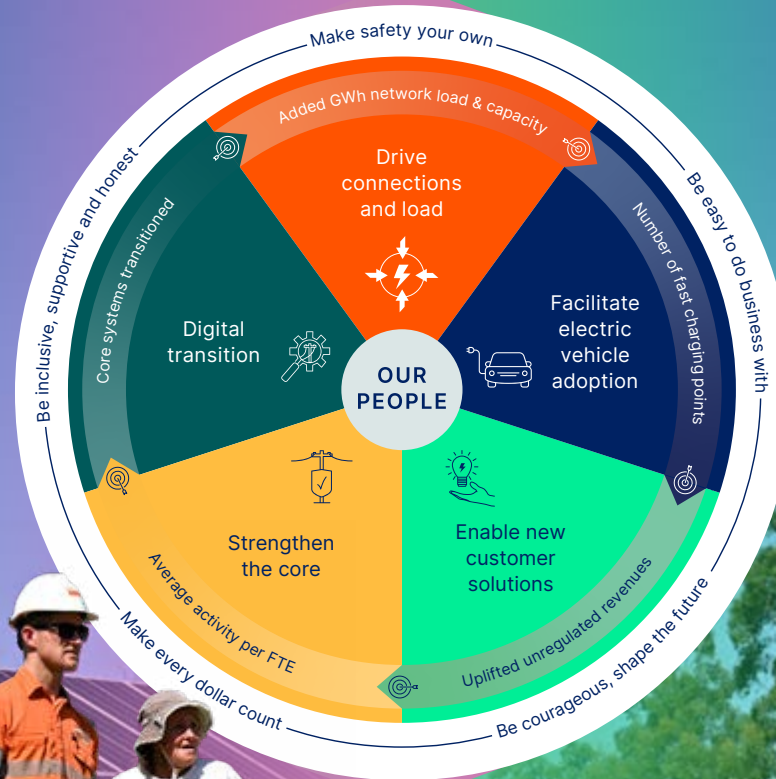 Make safety your own
Added GWh network load & capacity
Drive
connections
and load
Be easy to do business with
Number of fast charging points
Facilitate
electric
vehicle
adoption
Be courageous, shape the future
Uplifted unregulated revenues
Enable new
customer
solutions
Make every dollar count
Average activity per FTE
Strengthen
the core
Be inclusive, supportive and honest
Core systems transitioned
Digital
transition
OUR
PEOPLE